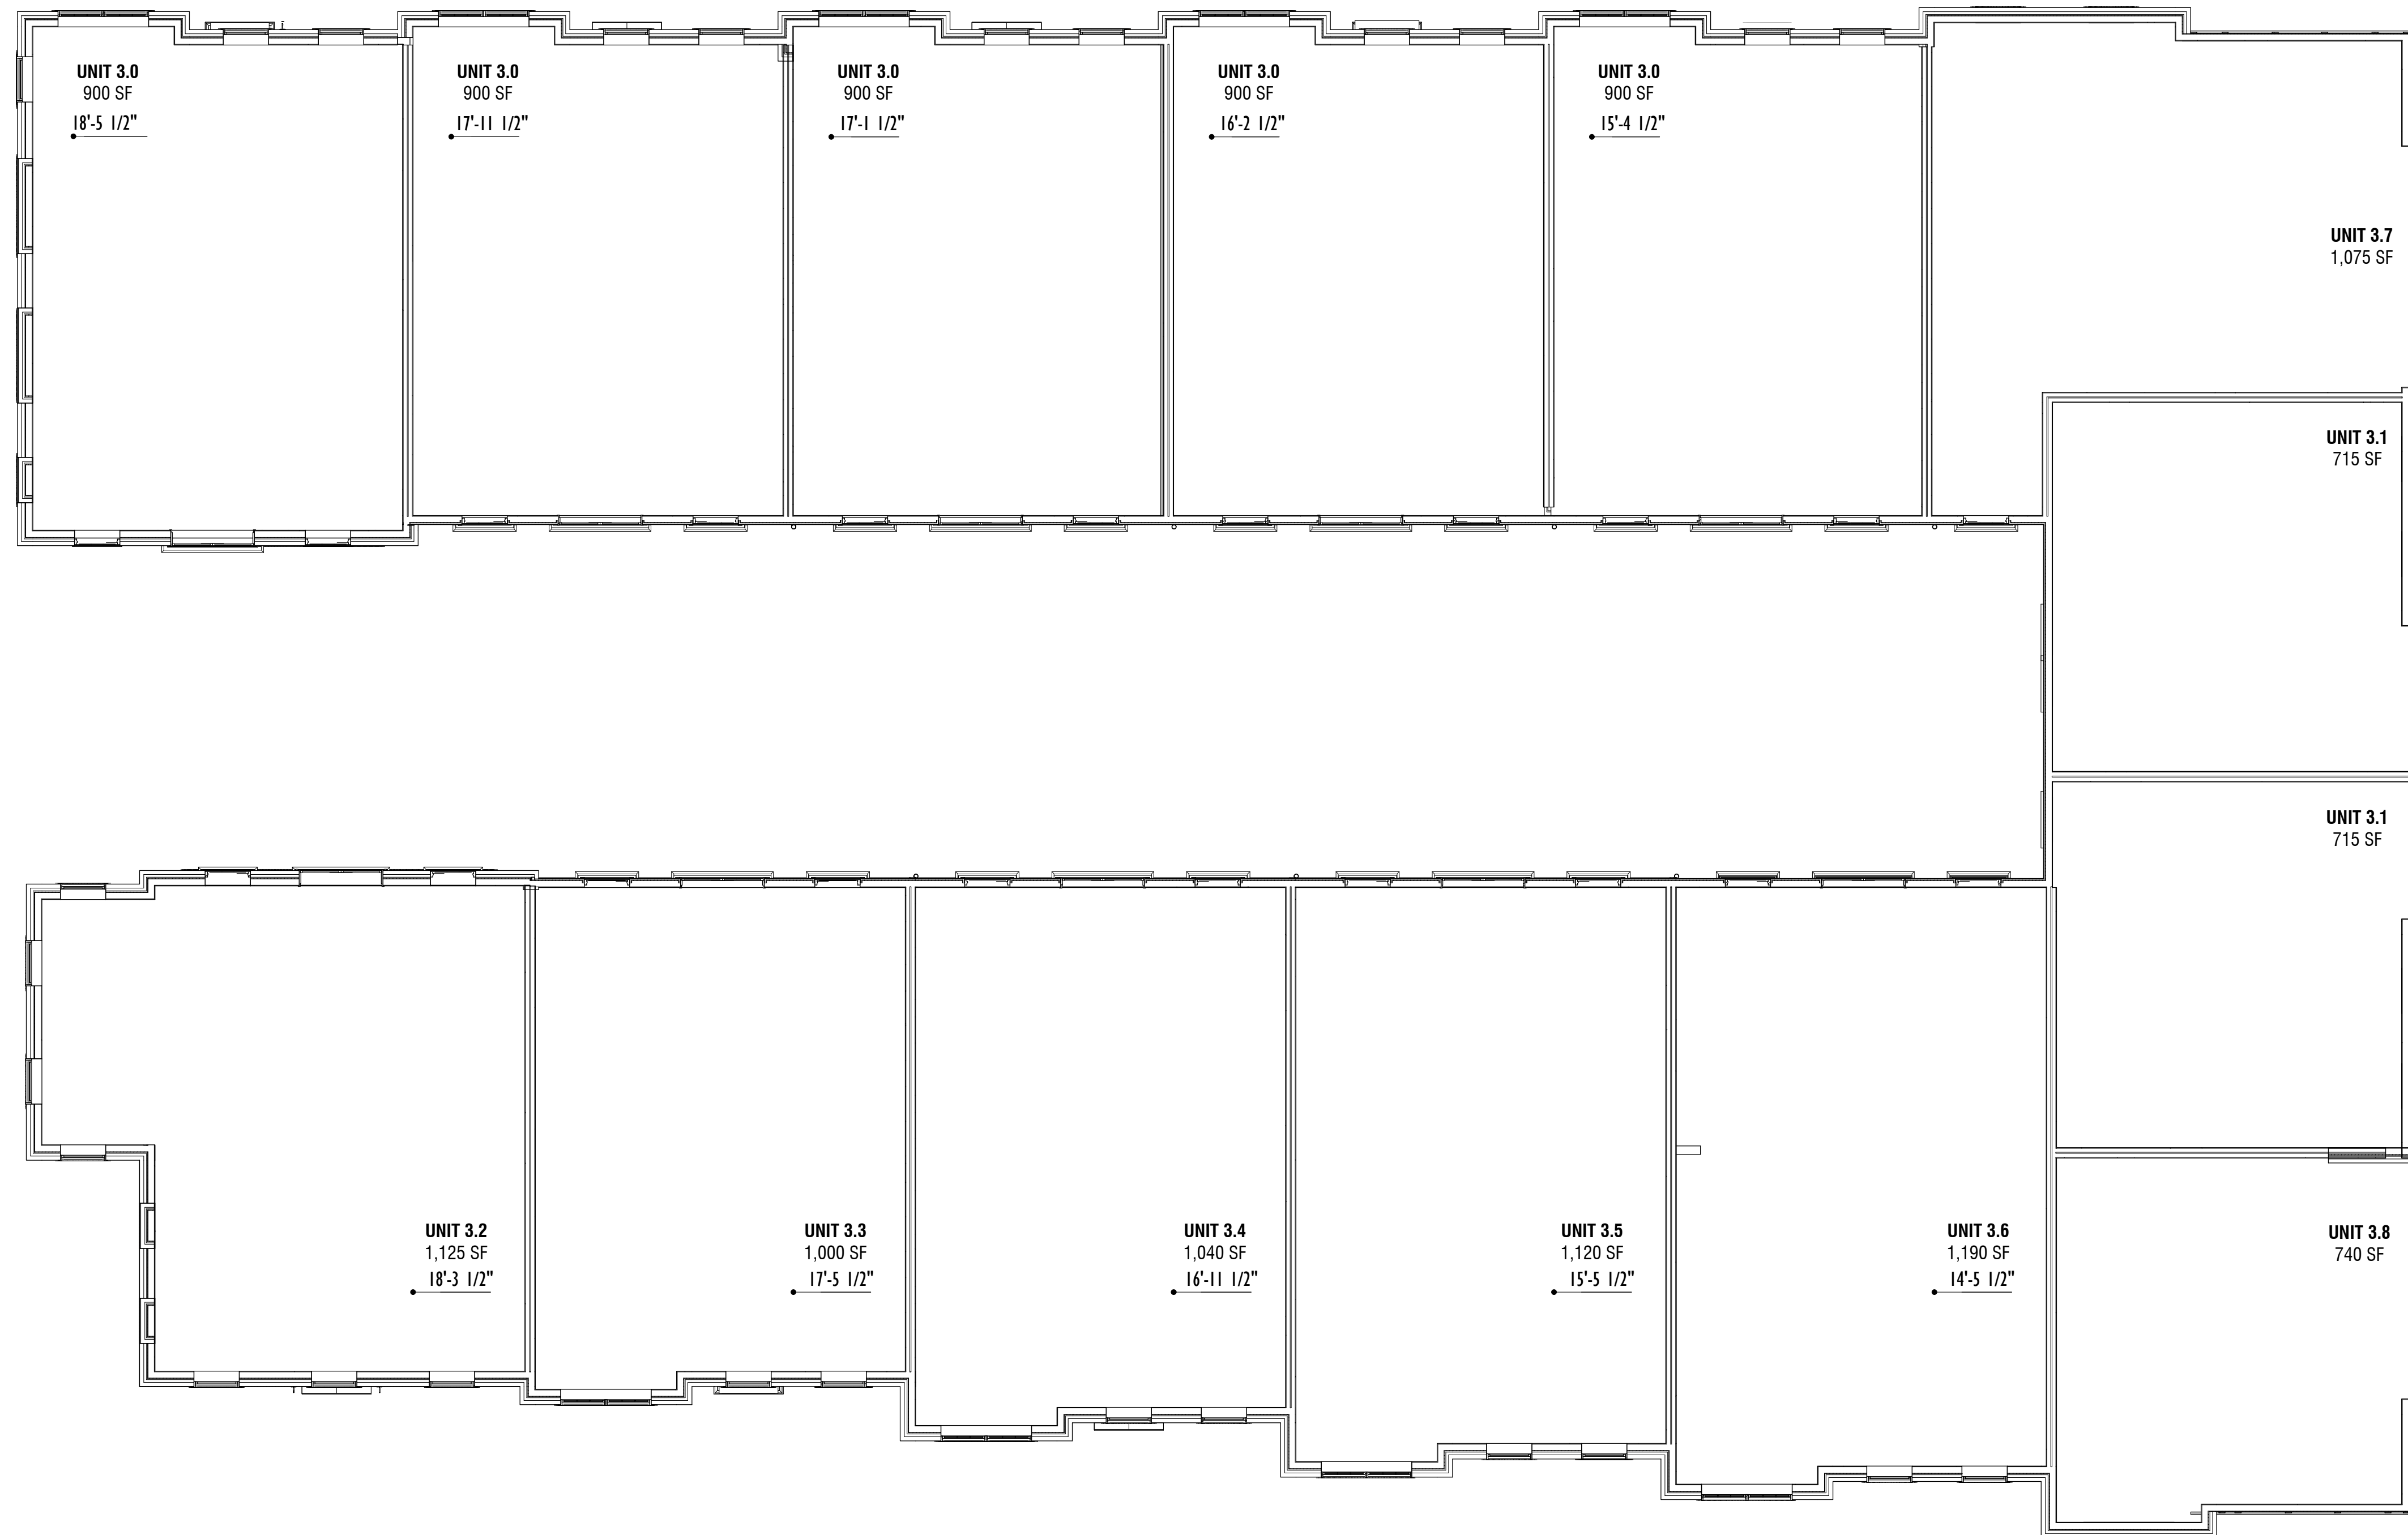 UNIT 3.0
900 SF
18'-5 1/2"
UNIT 3.0
900 SF
17'-11 1/2"
UNIT 3.0
900 SF
17'-1 1/2"
UNIT 3.0
900 SF
16'-2 1/2"
UNIT 3.0
900 SF
15'-4 1/2"
UNIT 3.7
1,075 SF
UNIT 3.1
715 SF
UNIT 3.1
715 SF
UNIT 3.2
1,125 SF
18'-3 1/2"
UNIT 3.3
1,000 SF
17'-5 1/2"
UNIT 3.4
1,040 SF
16'-11 1/2"
UNIT 3.5
1,120 SF
15'-5 1/2"
UNIT 3.6
1,190 SF
14'-5 1/2"
UNIT 3.8
740 SF